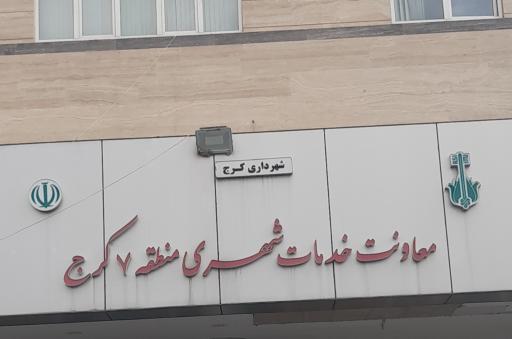 شهرداری کرج
معاونت خدمات شهری منطقه ۷ کرج